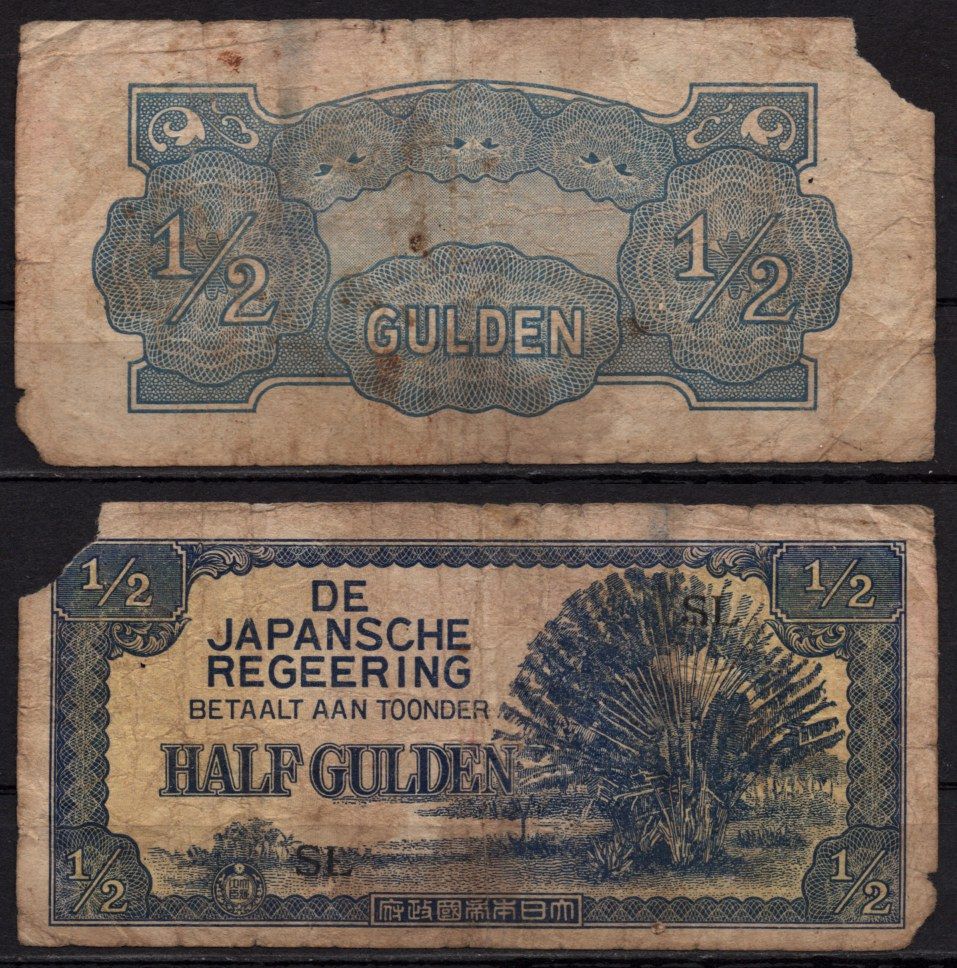 1/2 1/2
GULDEN
1/2 1/2
DE
JAPANSCHE
REGEERING
BETAALT AAN TOONDER
HALF GULDEN
SL
SL
1/2 1/2
府政國帝本日大